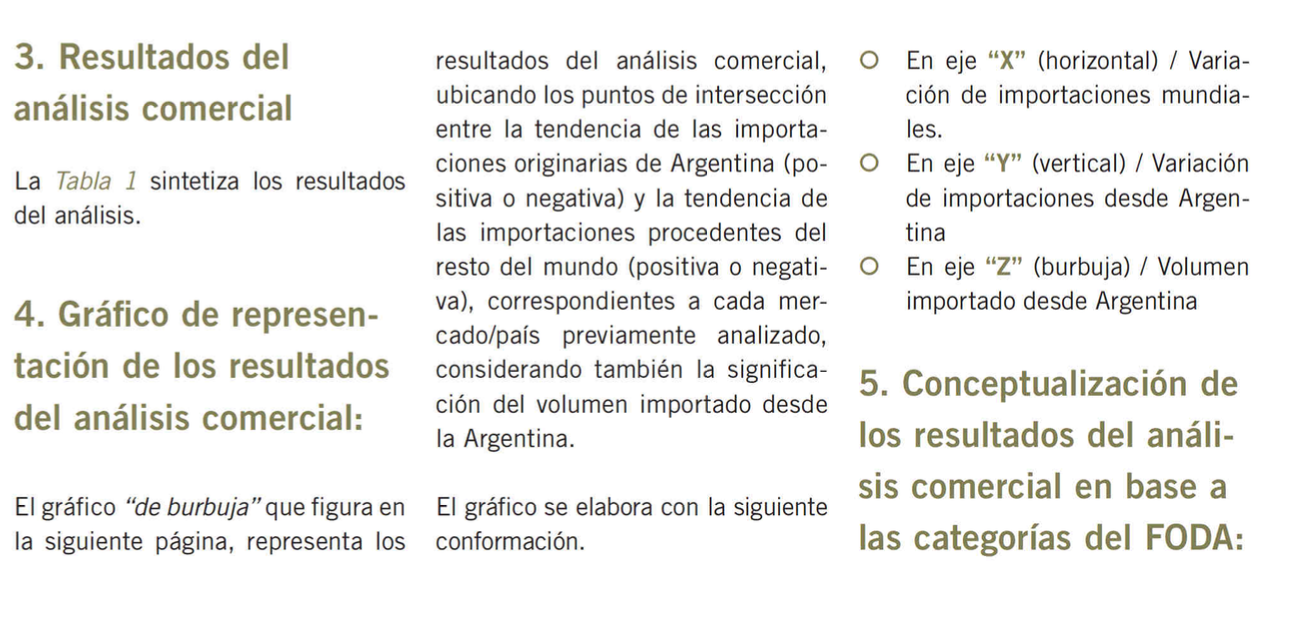 3. Resultados del
análisis comercial
La Tabla 1 sintetiza los resultados
del análisis.
4. Gráfico de represen-
tación de los resultados
del análisis comercial:
El gráfico “de burbuja” que figura en
la siguiente página, representa los
resultados del análisis comercial,
ubicando los puntos de intersección
entre la tendencia de las importa-
ciones originarias de Argentina (po-
sitiva o negativa) y la tendencia de
las importaciones procedentes del
resto del mundo (positiva o negati-
va), correspondientes a cada mer-
cado/país previamente analizado,
considerando también la significa-
ción del volumen importado desde
la Argentina.
El gráfico se elabora con la siguiente
conformación.
○ En eje “X” (horizontal) / Varia-
ción de importaciones mundia-
les.
○ En eje “Y” (vertical) / Variación
de importaciones desde Argen-
tina
○ En eje “Z” (burbuja) / Volumen
importado desde Argentina
5. Conceptualización de
los resultados del análi-
sis comercial en base a
las categorías del FODA: